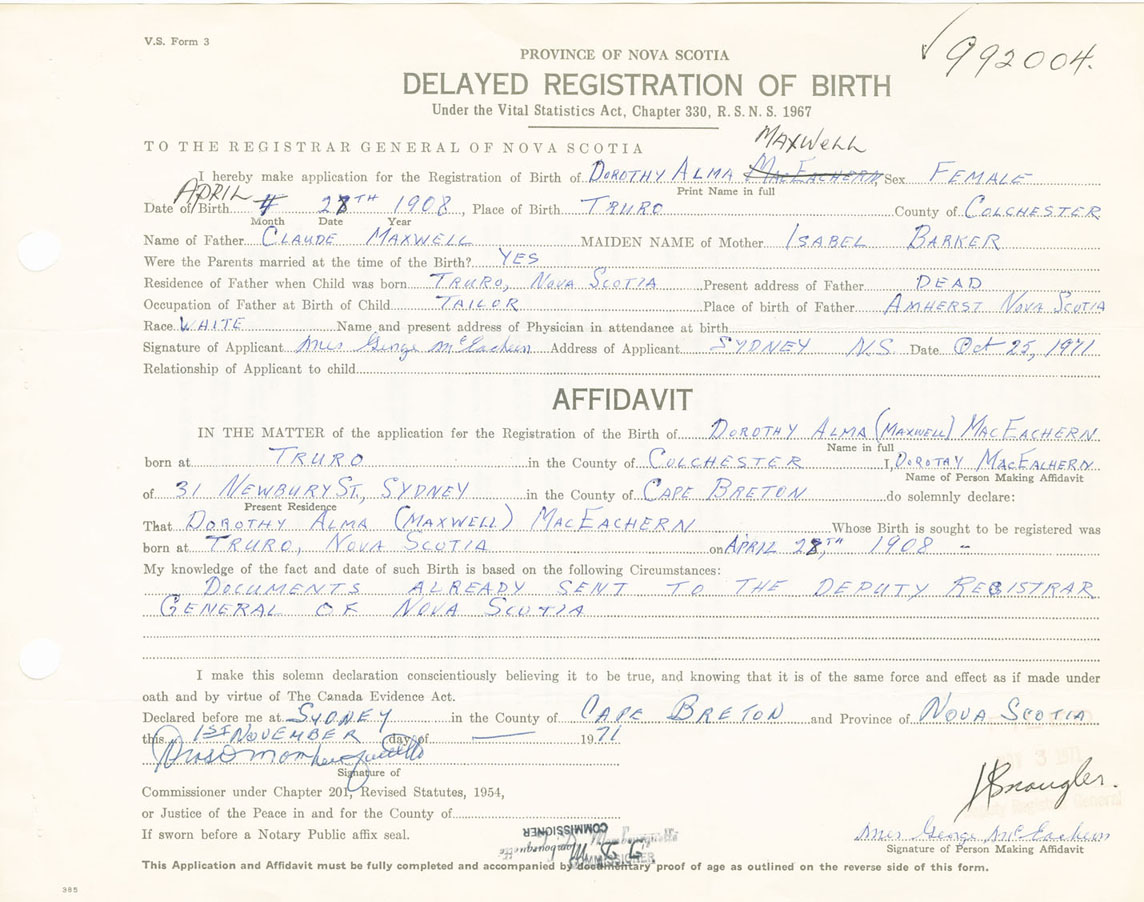 V.S. Form 3
992004.
PROVINCE OF NOVA SCOTIA
DELAYED REGISTRATION OF BIRTH
Under the Vital Statistics Act, Chapter 330, R.S.N.S. 1967
TO THE REGISTRAR GENERAL OF NOVA SCOTIA
MAXWELL
I hereby make application for the Registration of Birth of DOROTHY ALMA MACEACHERN, Sex FEMALE
Print Name in full
APRIL
Date of Birth 4 28TH 1908, Place of Birth TRURO County of COLCHESTER
Month Date Year
Name of Father CLAUDE MAXWELL MAIDEN NAME of Mother ISABEL BARKER
Were the Parents married at the time of the Birth? YES
Residence of Father when Child was born TRURO, NOVA SCOTIA Present address of Father DEAD
Occupation of Father at Birth of Child TAILOR Place of birth of Father AMHERST NOVA SCOTIA
Race WHITE Name and present address of Physician in attendance at birth
Signature of Applicant Mrs George McEachern Address of Applicant SYDNEY N.S. Date Oct 25, 1971
Relationship of Applicant to child
AFFIDAVIT
IN THE MATTER of the application for the Registration of the Birth of DOROTHY ALMA (MAXWELL) MACEACHERN
Name in full
born at TRURO in the County of COLCHESTER I, DOROTHY MACEACHERN
Name of Person Making Affidavit
of 31 NEWBURY ST., SYDNEY in the County of CAPE BRETON do solemnly declare:
Present Residence
That DOROTHY ALMA (MAXWELL) MACEACHERN Whose Birth is sought to be registered was
born at TRURO, NOVA SCOTIA on APRIL 28,TH 1908 -
My knowledge of the fact and date of such Birth is based on the following Circumstances:
DOCUMENTS ALREADY SENT TO THE DEPUTY REGISTRAR
GENERAL OF NOVA SCOTIA
I make this solemn declaration conscientiously believing it to be true, and knowing that it is of the same force and effect as if made under
oath and by virtue of The Canada Evidence Act.
Declared before me at SYDNEY in the County of CAPE BRETON and Province of NOVA SCOTIA
this 1ST NOVEMBER day of 1971
Signature of
Commissioner under Chapter 201, Revised Statutes, 1954,
or Justice of the Peace in and for the County of
If sworn before a Notary Public affix seal.
COMMISSIONER
COMMISSIONER
Mrs George McEachern
Signature of Person Making Affidavit
This Application and Affidavit must be fully completed and accompanied by documentary proof of age as outlined on the reverse side of this form.
385